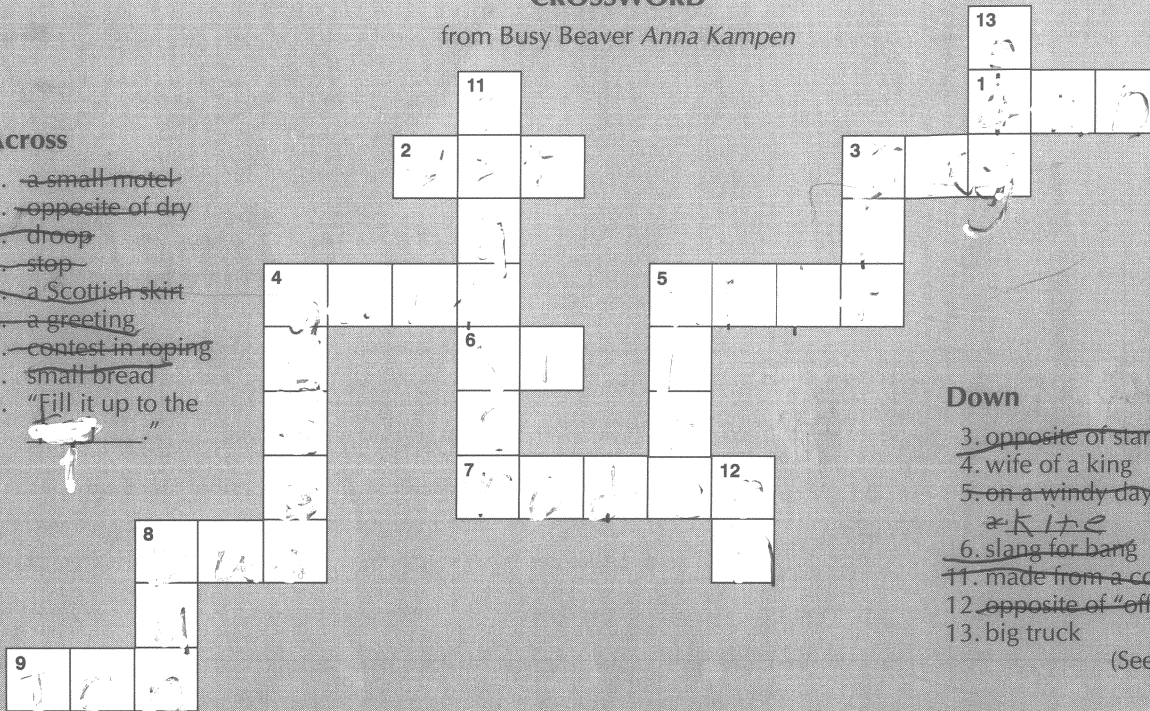 from Busy Beaver Anna Kampen
Across
a small motel
opposite of dry
droop
stop
a Scottish skirt
a greeting
contest in roping
small bread
"Fill it up to the
."
13
11
1
2
3
4
5
6
7
12
8
9
Down
3. opposite of star
4. wife of a king
5. on a windy day
a kite
6. slang for bang
11. made from a co
12. opposite of "off
13. big truck
(See